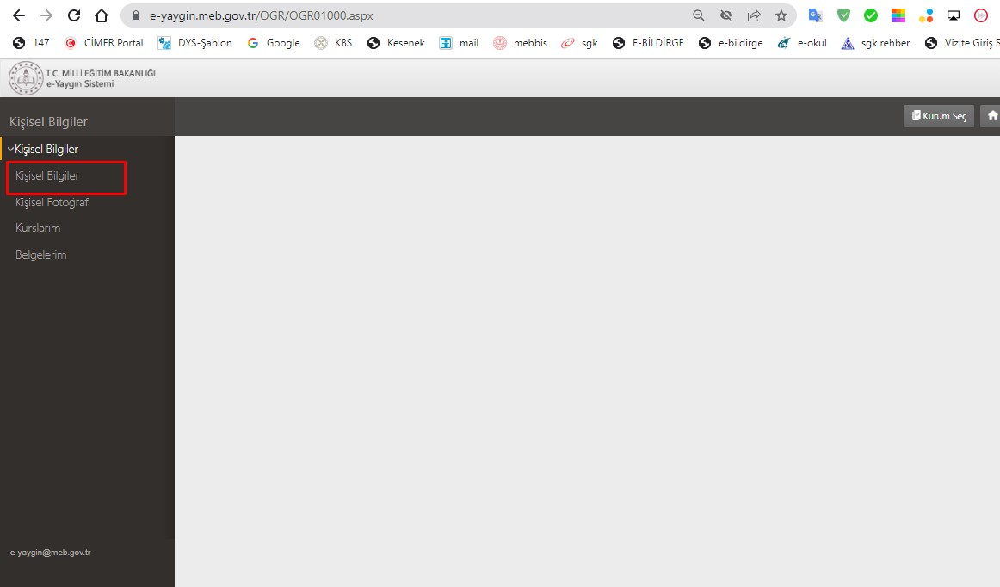 e-yaygin.meb.gov.tr/OGR/OGR01000.aspx
147 CİMER Portal DYS-Şablon Google KBS Kesenek mail mebbis sgk E-BİLDİRGE e-bildirge e-okul sgk rehber Vizite Giriş S
T.C. MİLLİ EĞİTİM BAKANLIĞI
e-Yaygın Sistemi
Kişisel Bilgiler
Kurum Seç
Kişisel Bilgiler
Kişisel Bilgiler
Kişisel Fotoğraf
Kurslarım
Belgelerim
e-yaygin@meb.gov.tr